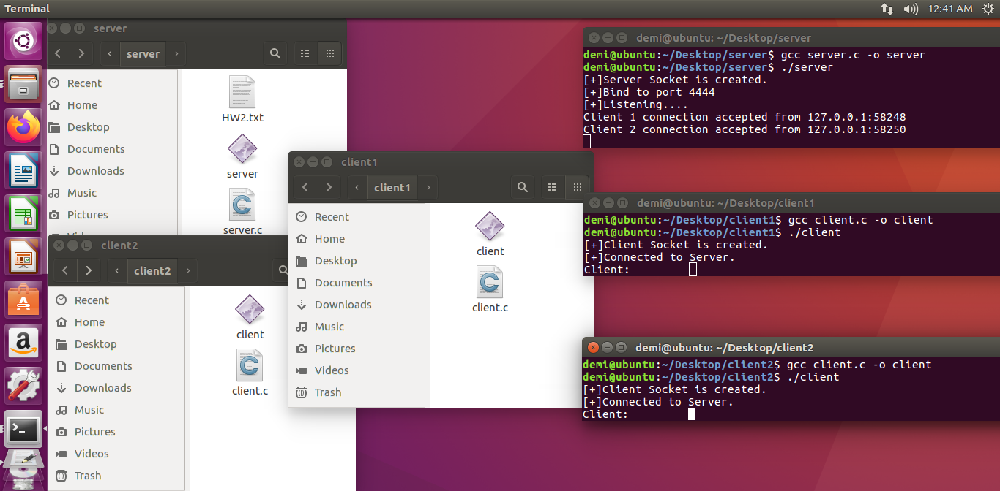 Terminal
12:41 AM
server
server
Recent
Home
Desktop
Documents
Downloads
Music
Pictures
HW2.txt
server
server.c
client2
client2
Recent
Home
Desktop
Documents
Downloads
Music
Pictures
Videos
Trash
client
client.c
client1
client1
Recent
Home
Desktop
Documents
Downloads
Music
Pictures
Videos
Trash
client
client.c
demi@ubuntu: ~/Desktop/server
demi@ubuntu:~/Desktop/server$ gcc server.c -o server
demi@ubuntu:~/Desktop/server$ ./server
[+]Server Socket is created.
[+]Bind to port 4444
[+]Listening....
Client 1 connection accepted from 127.0.0.1:58248
Client 2 connection accepted from 127.0.0.1:58250
demi@ubuntu: ~/Desktop/client1
demi@ubuntu:~/Desktop/client1$ gcc client.c -o client
demi@ubuntu:~/Desktop/client1$ ./client
[+]Client Socket is created.
[+]Connected to Server.
Client:
demi@ubuntu: ~/Desktop/client2
demi@ubuntu:~/Desktop/client2$ gcc client.c -o client
demi@ubuntu:~/Desktop/client2$ ./client
[+]Client Socket is created.
[+]Connected to Server.
Client: